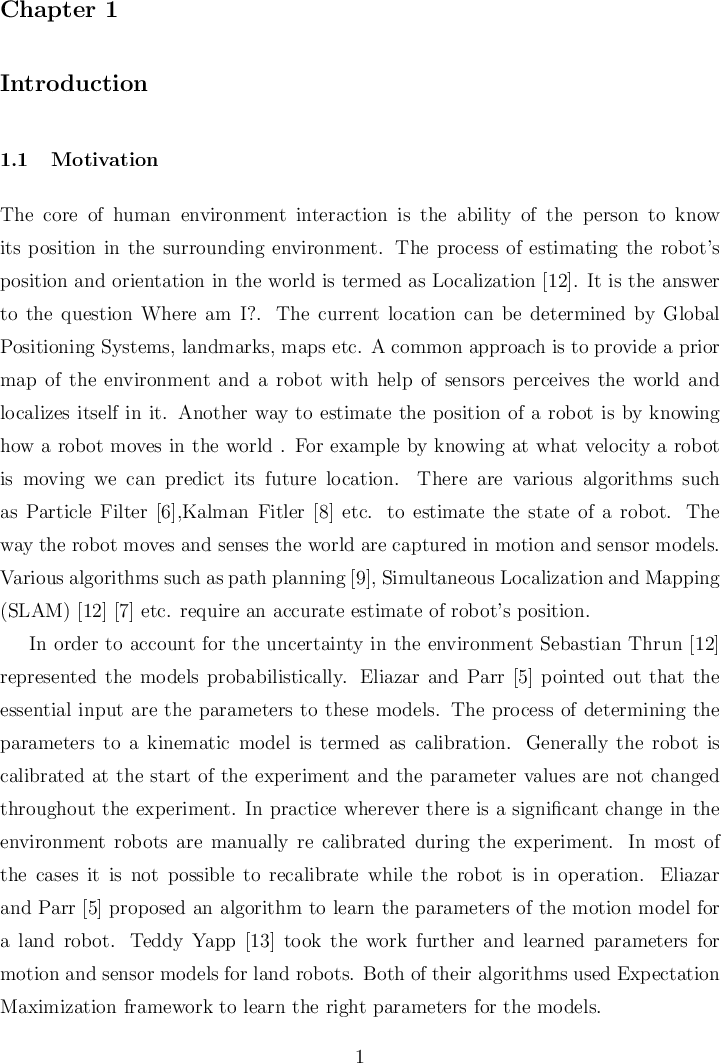 Chapter 1
Introduction
1.1 Motivation
The core of human environment interaction is the ability of the person to know
its position in the surrounding environment. The process of estimating the robot's
position and orientation in the world is termed as Localization [12]. It is the answer
to the question Where am I?. The current location can be determined by Global
Positioning Systems, landmarks, maps etc. A common approach is to provide a prior
map of the environment and a robot with help of sensors perceives the world and
localizes itself in it. Another way to estimate the position of a robot is by knowing
how a robot moves in the world . For example by knowing at what velocity a robot
is moving we can predict its future location. There are various algorithms such
as Particle Filter [6],Kalman Fitler [8] etc. to estimate the state of a robot. The
way the robot moves and senses the world are captured in motion and sensor models.
Various algorithms such as path planning [9], Simultaneous Localization and Mapping
(SLAM) [12] [7] etc. require an accurate estimate of robot's position.
In order to account for the uncertainty in the environment Sebastian Thrun [12]
represented the models probabilistically. Eliazar and Parr [5] pointed out that the
essential input are the parameters to these models. The process of determining the
parameters to a kinematic model is termed as calibration. Generally the robot is
calibrated at the start of the experiment and the parameter values are not changed
throughout the experiment. In practice wherever there is a significant change in the
environment robots are manually re calibrated during the experiment. In most of
the cases it is not possible to recalibrate while the robot is in operation. Eliazar
and Parr [5] proposed an algorithm to learn the parameters of the motion model for
a land robot. Teddy Yapp [13] took the work further and learned parameters for
motion and sensor models for land robots. Both of their algorithms used Expectation
Maximization framework to learn the right parameters for the models.
1